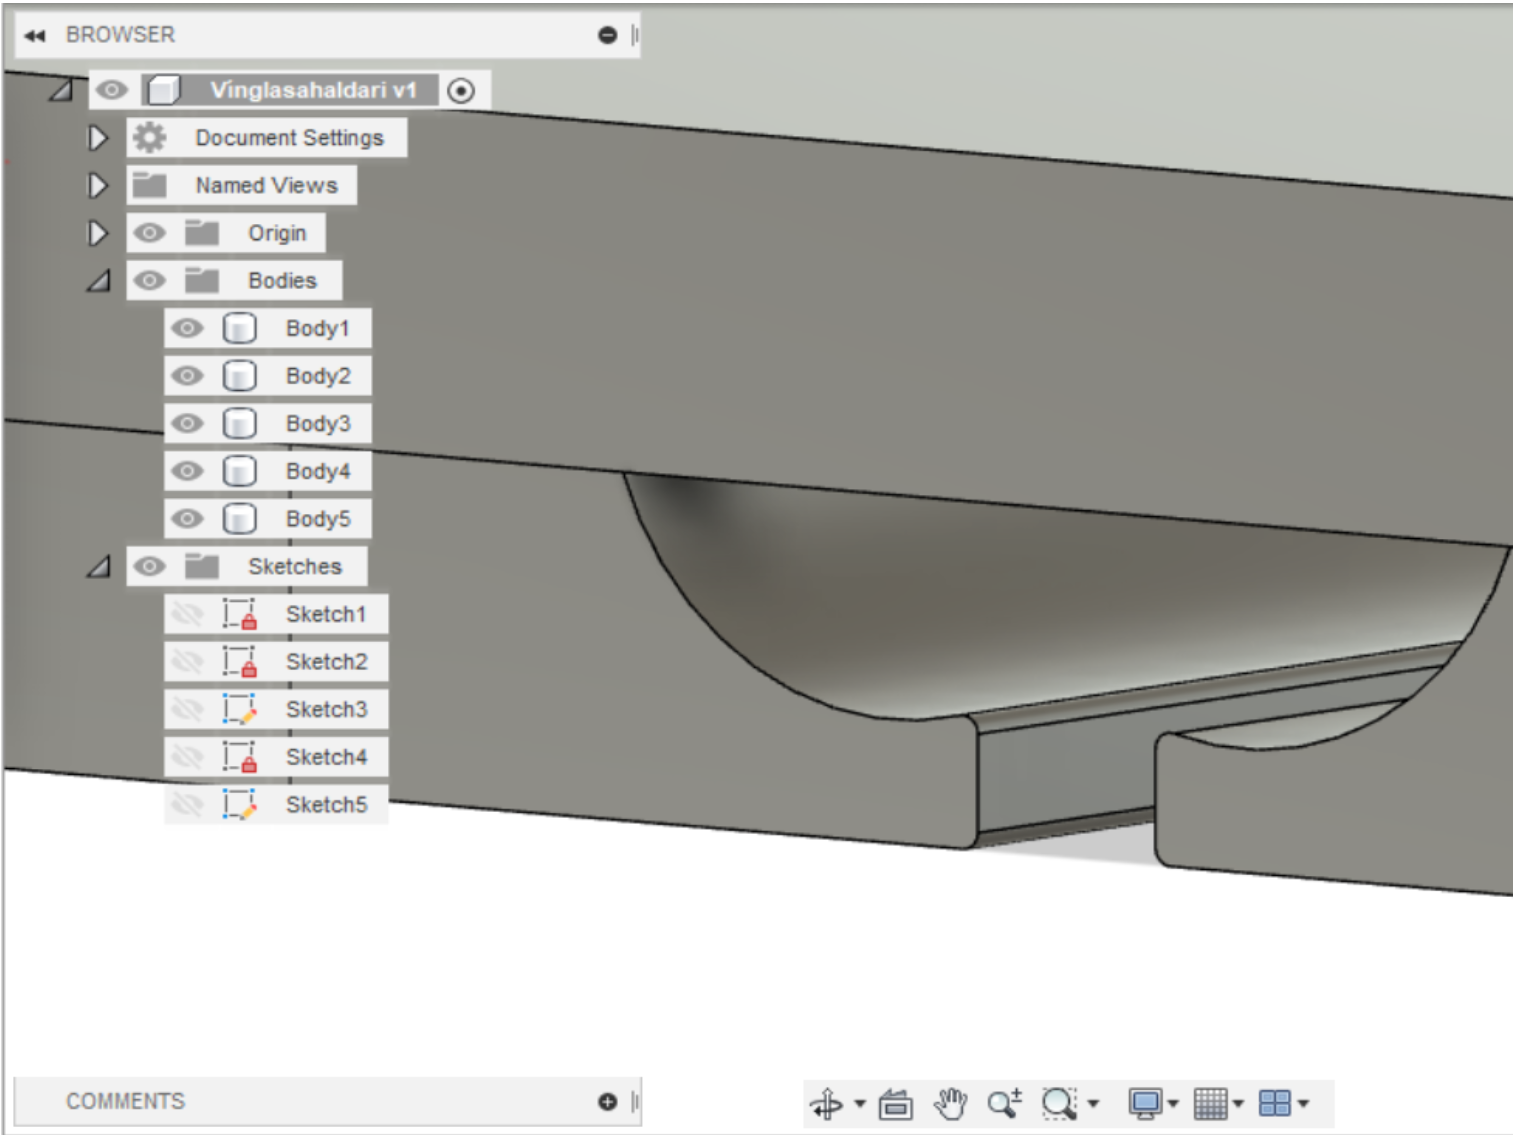 BROWSER
Vinglasahaldari v1
Document Settings
Named Views
Origin
Bodies
Body1
Body2
Body3
Body4
Body5
Sketches
Sketch1
Sketch2
Sketch3
Sketch4
Sketch5
COMMENTS